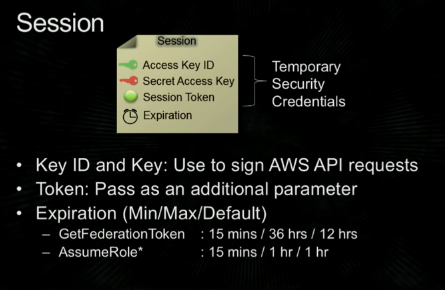 Session
Session
Access Key ID
Secret Access Key
Session Token
Expiration
Temporary
Security
Credentials
• Key ID and Key: Use to sign AWS API requests
• Token: Pass as an additional parameter
• Expiration (Min/Max/Default)
– GetFederationToken : 15 mins / 36 hrs / 12 hrs
– AssumeRole* : 15 mins / 1 hr / 1 hr